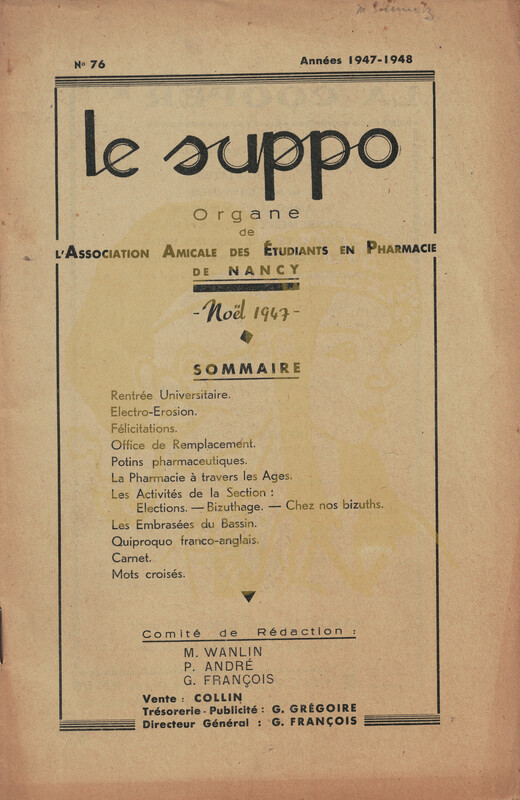 Nº 76
Années 1947-1948
le suppo
Organe
de
L'ASSOCIATION AMICALE DES ÉTUDIANTS EN PHARMACIE
DE NANCY
- Noël 1947 -
SOMMAIRE
Rentrée Universitaire.
Electro-Erosion.
Félicitations.
Office de Remplacement.
Potins pharmaceutiques.
La Pharmacie à travers les Ages.
Les Activités de la Section :
Elections. — Bizuthage. — Chez nos bizuths.
Les Embrasées du Bassin.
Quiproquo franco-anglais.
Carnet.
Mots croisés.
Comité de Rédaction :
M. WANLIN
P. ANDRÉ
G. FRANÇOIS
Vente : COLLIN
Trésorerie - Publicité : G. GRÉGOIRE
Directeur Général : G. FRANÇOIS